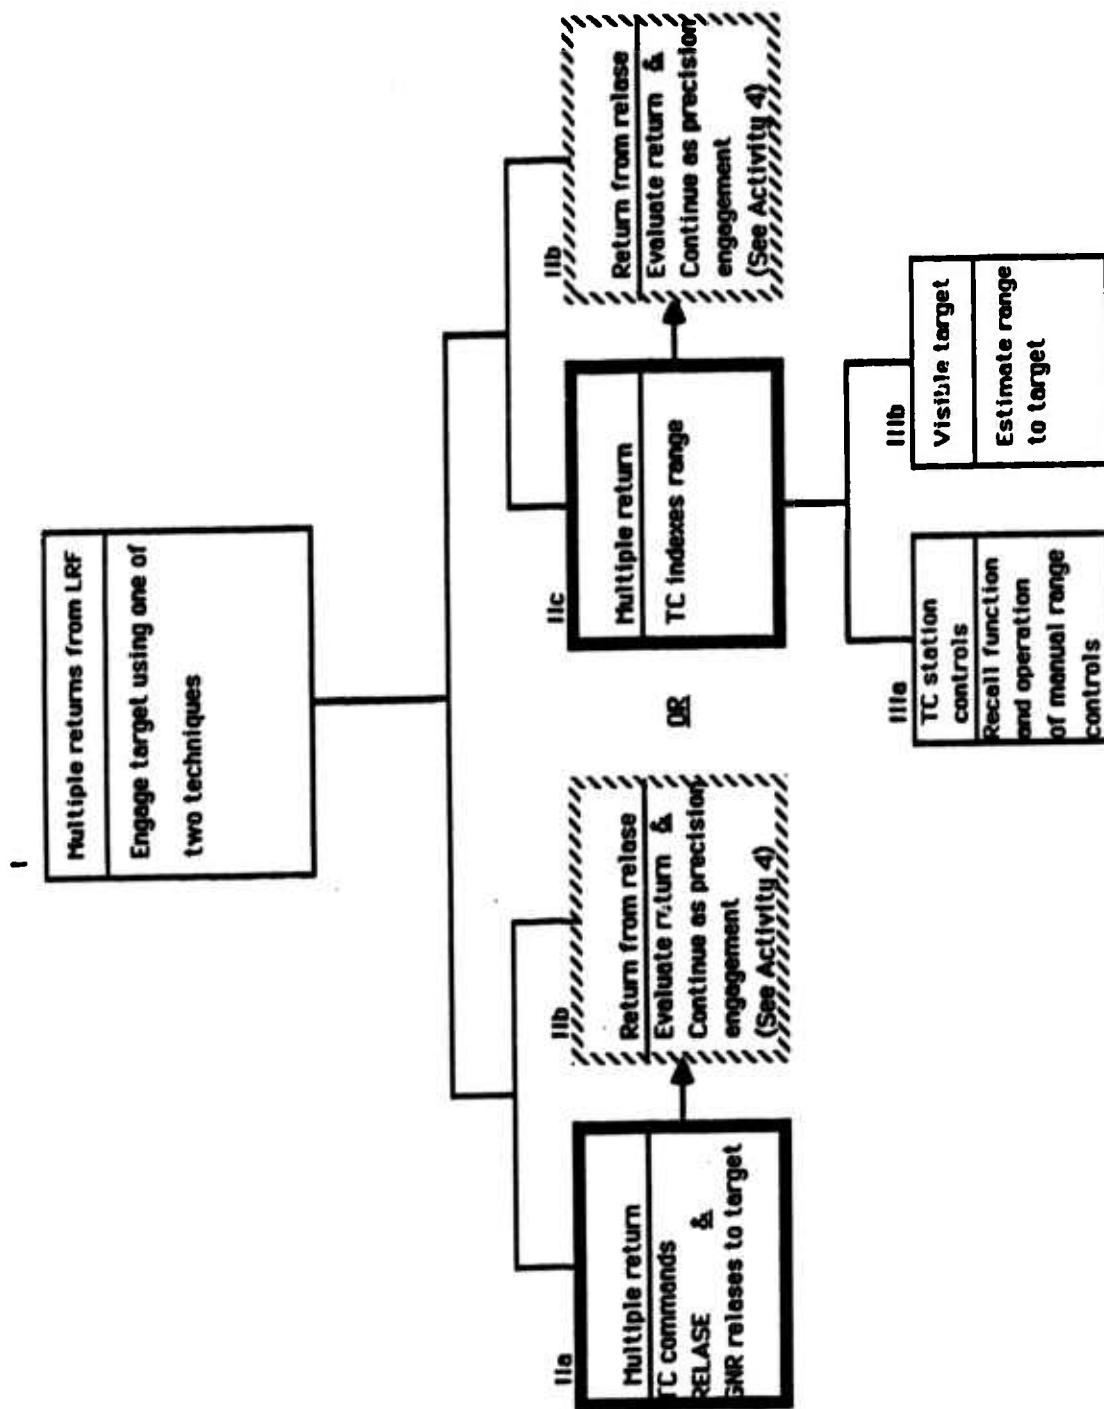 I
Multiple returns from LRF
Engage target using one of
two techniques
IIa
Multiple return
TC commands
RELASE &
GNR relases to target
IIb
Return from relase
Evaluate return &
Continue as precision
engagement
(See Activity 4)
OR
IIc
Multiple return
TC indexes range
IIb
Return from relase
Evaluate return &
Continue as precision
engagement
(See Activity 4)
IIIa
TC station
controls
Recall function
and operation
of manual range
controls
IIIb
Visible target
Estimate range
to target